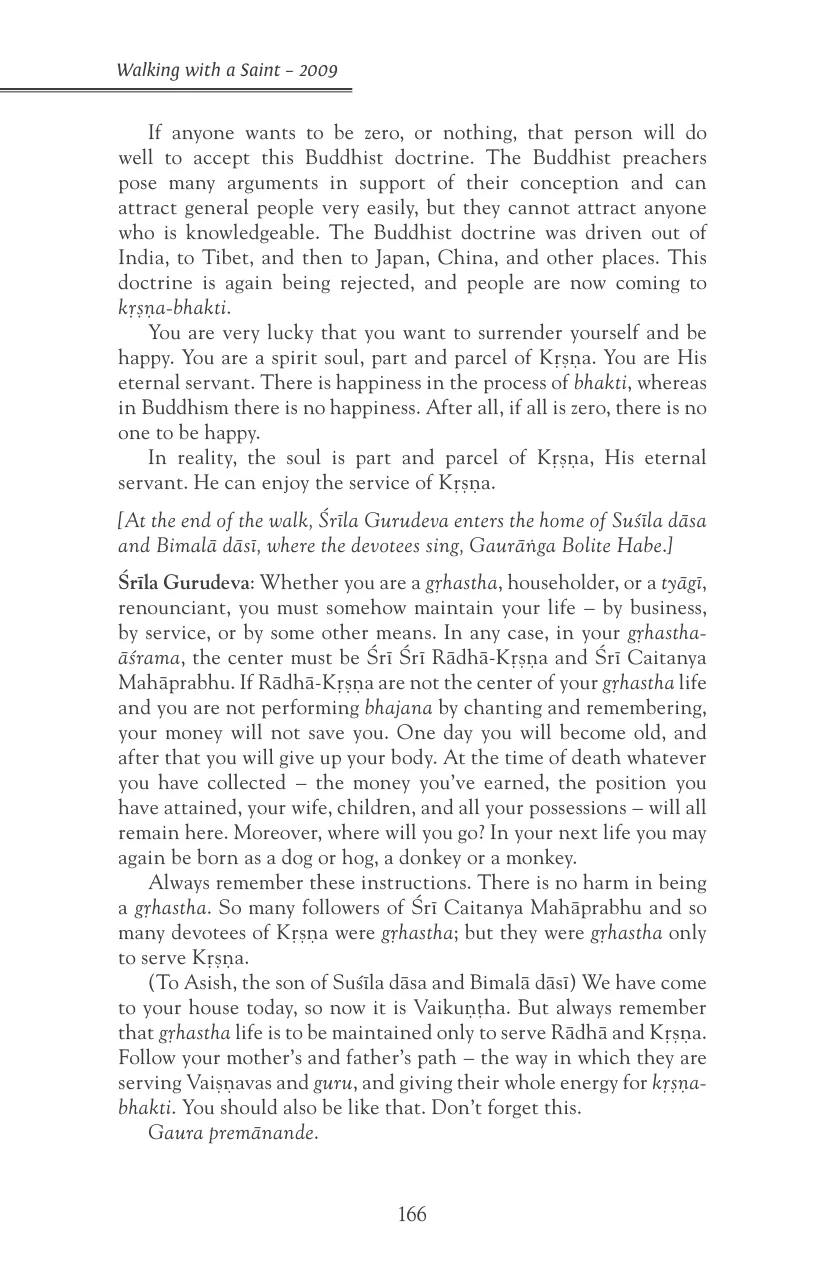 Walking with a Saint – 2009
If anyone wants to be zero, or nothing, that person will do
well to accept this Buddhist doctrine. The Buddhist preachers
pose many arguments in support of their conception and can
attract general people very easily, but they cannot attract anyone
who is knowledgeable. The Buddhist doctrine was driven out of
India, to Tibet, and then to Japan, China, and other places. This
doctrine is again being rejected, and people are now coming to
kṛṣṇa-bhakti.
You are very lucky that you want to surrender yourself and be
happy. You are a spirit soul, part and parcel of Kṛṣṇa. You are His
eternal servant. There is happiness in the process of bhakti, whereas
in Buddhism there is no happiness. After all, if all is zero, there is no
one to be happy.
In reality, the soul is part and parcel of Kṛṣṇa, His eternal
servant. He can enjoy the service of Kṛṣṇa.
[At the end of the walk, Śrīla Gurudeva enters the home of Suśīla dāsa
and Bimalā dāsī, where the devotees sing, Gaurāṅga Bolite Habe.]
Śrīla Gurudeva: Whether you are a gṛhastha, householder, or a tyāgī,
renounciant, you must somehow maintain your life – by business,
by service, or by some other means. In any case, in your gṛhastha-
āśrama, the center must be Śrī Śrī Rādhā-Kṛṣṇa and Śrī Caitanya
Mahāprabhu. If Rādhā-Kṛṣṇa are not the center of your gṛhastha life
and you are not performing bhajana by chanting and remembering,
your money will not save you. One day you will become old, and
after that you will give up your body. At the time of death whatever
you have collected – the money you’ve earned, the position you
have attained, your wife, children, and all your possessions – will all
remain here. Moreover, where will you go? In your next life you may
again be born as a dog or hog, a donkey or a monkey.
Always remember these instructions. There is no harm in being
a gṛhastha. So many followers of Śrī Caitanya Mahāprabhu and so
many devotees of Kṛṣṇa were gṛhastha; but they were gṛhastha only
to serve Kṛṣṇa.
(To Asish, the son of Suśīla dāsa and Bimalā dāsī) We have come
to your house today, so now it is Vaikuṇṭha. But always remember
that gṛhastha life is to be maintained only to serve Rādhā and Kṛṣṇa.
Follow your mother’s and father’s path – the way in which they are
serving Vaiṣṇavas and guru, and giving their whole energy for kṛṣṇa-
bhakti. You should also be like that. Don’t forget this.
Gaura premānande.
166